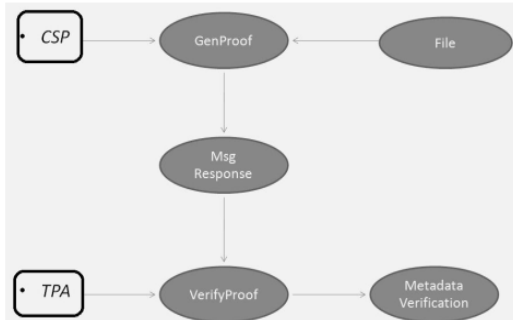 • CSP
GenProof
File
Msg
Response
• TPA
VerifyProof
Metadata
Verification